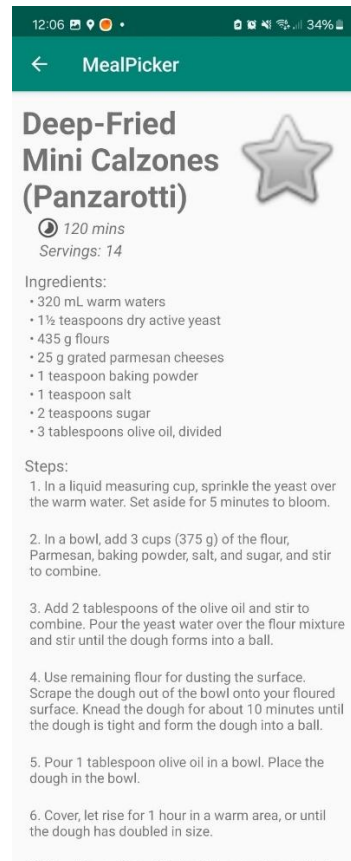 12:06
34%
MealPicker
Deep-Fried
Mini Calzones
(Panzarotti)
120 mins
Servings: 14
Ingredients:
• 320 mL warm waters
• 1½ teaspoons dry active yeast
• 435 g flours
• 25 g grated parmesan cheeses
• 1 teaspoon baking powder
• 1 teaspoon salt
• 2 teaspoons sugar
• 3 tablespoons olive oil, divided
Steps:
1. In a liquid measuring cup, sprinkle the yeast over
the warm water. Set aside for 5 minutes to bloom.
2. In a bowl, add 3 cups (375 g) of the flour,
Parmesan, baking powder, salt, and sugar, and stir
to combine.
3. Add 2 tablespoons of the olive oil and stir to
combine. Pour the yeast water over the flour mixture
and stir until the dough forms into a ball.
4. Use remaining flour for dusting the surface.
Scrape the dough out of the bowl onto your floured
surface. Knead the dough for about 10 minutes until
the dough is tight and form the dough into a ball.
5. Pour 1 tablespoon olive oil in a bowl. Place the
dough in the bowl.
6. Cover, let rise for 1 hour in a warm area, or until
the dough has doubled in size.